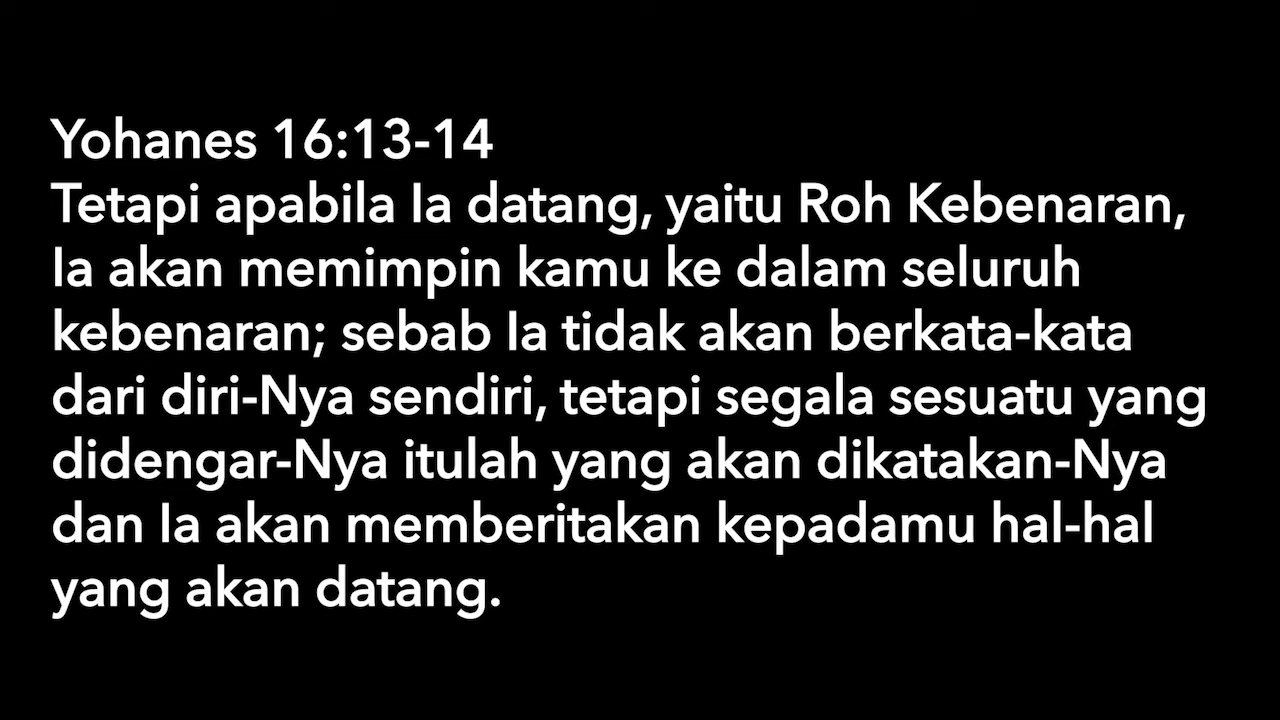 Yohanes 16:13-14
Tetapi apabila Ia datang, yaitu Roh Kebenaran,
Ia akan memimpin kamu ke dalam seluruh
kebenaran; sebab Ia tidak akan berkata-kata
dari diri-Nya sendiri, tetapi segala sesuatu yang
didengar-Nya itulah yang akan dikatakan-Nya
dan Ia akan memberitakan kepadamu hal-hal
yang akan datang.